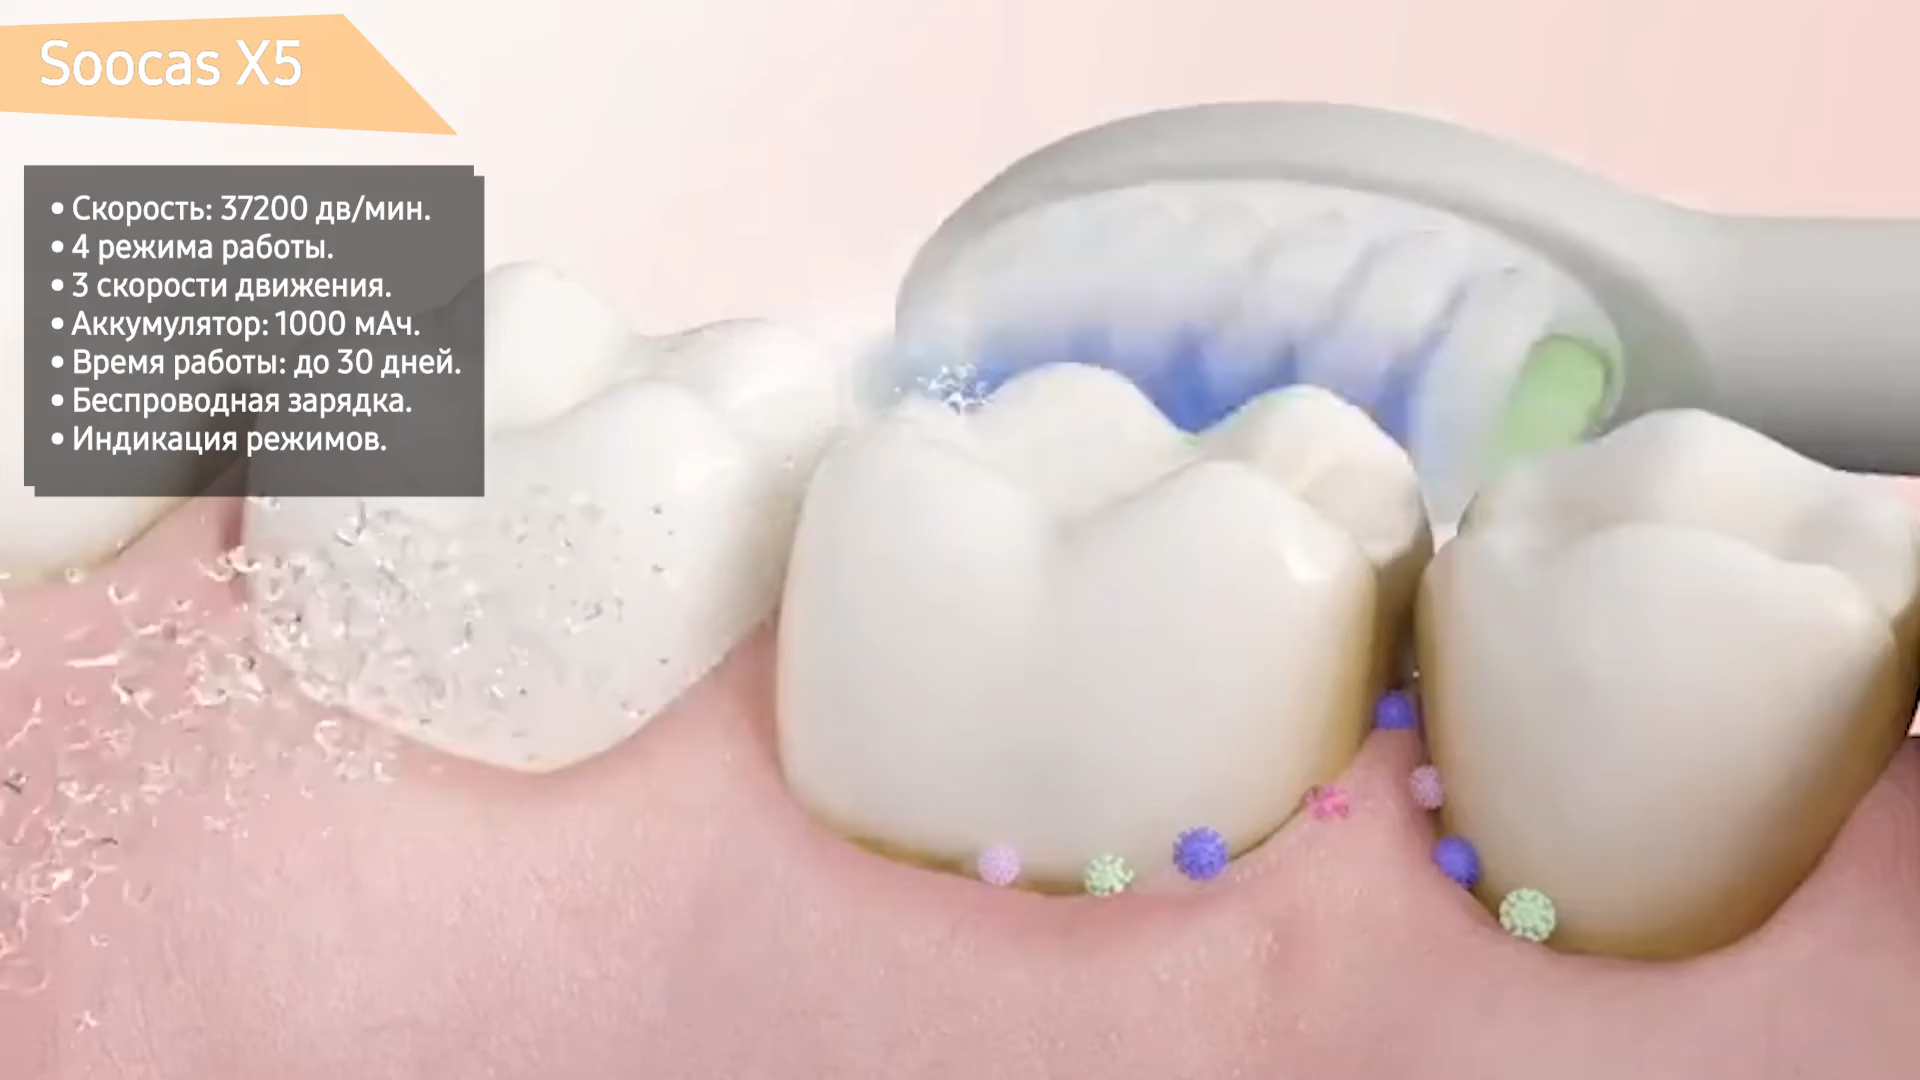 Soocas X5
• Скорость: 37200 дв/мин.
• 4 режима работы.
• 3 скорости движения.
• Аккумулятор: 1000 мАч.
• Время работы: до 30 дней.
• Беспроводная зарядка.
• Индикация режимов.